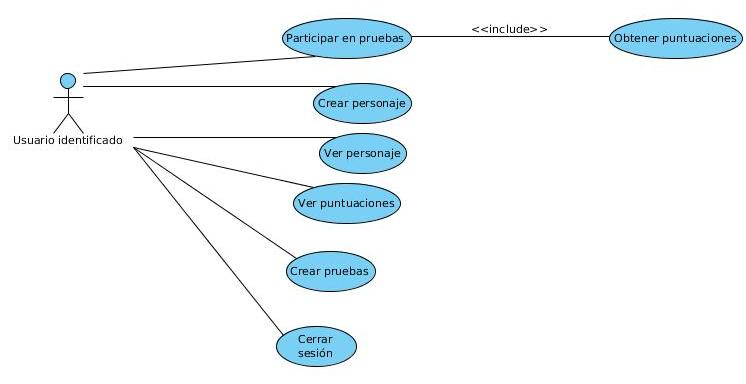 Participar en pruebas
<<include>>
Obtener puntuaciones
Crear personaje
Usuario identificado
Ver personaje
Ver puntuaciones
Crear pruebas
Cerrar
sesión